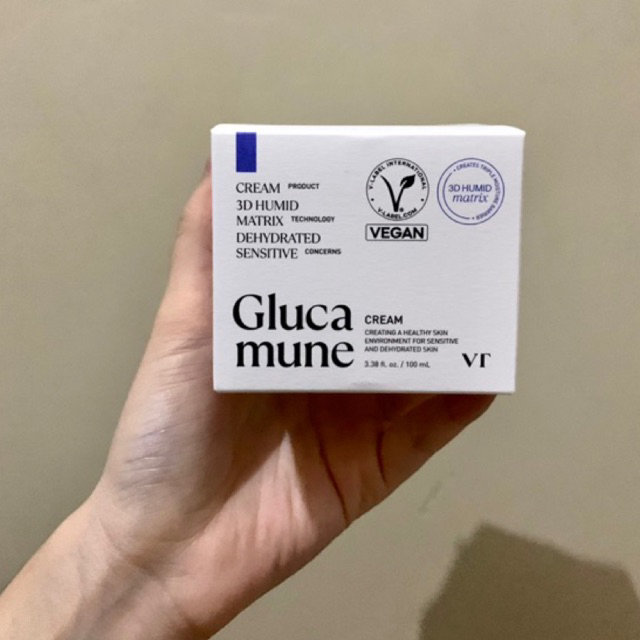 CREAM PRODUCT
3D HUMID
MATRIX TECHNOLOGY
DEHYDRATED
SENSITIVE CONCERNS
V-LABEL INTERNATIONAL
V-LABEL.COM
VEGAN
CREATES TRIPLE MOISTURE BARRIER
3D HUMID
matrix
Gluca
mune
CREAM
CREATING A HEALTHY SKIN
ENVIRONMENT FOR SENSITIVE
AND DEHYDRATED SKIN
3.38 fl. oz. / 100 mL
VT